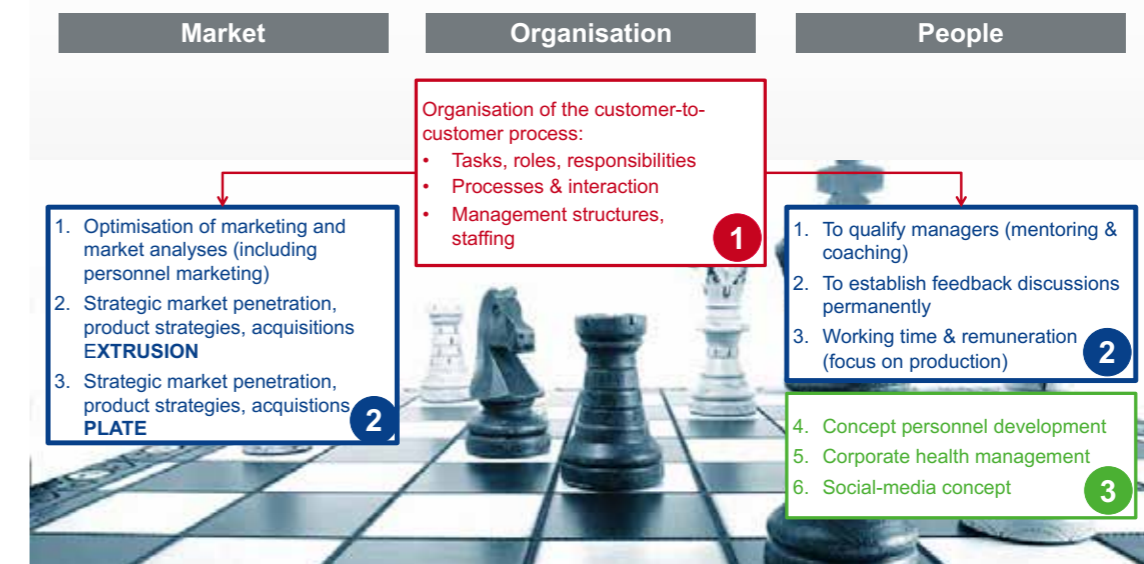 Market
Organisation
People
Organisation of the customer-to-
customer process:
• Tasks, roles, responsibilities
• Processes & interaction
• Management structures,
staffing
1
1. Optimisation of marketing and
market analyses (including
personnel marketing)
2. Strategic market penetration,
product strategies, acquisitions
EXTRUSION
3. Strategic market penetration,
product strategies, acquistions
PLATE
2
1. To qualify managers (mentoring &
coaching)
2. To establish feedback discussions
permanently
3. Working time & remuneration
(focus on production)
2
4. Concept personnel development
5. Corporate health management
6. Social-media concept
3